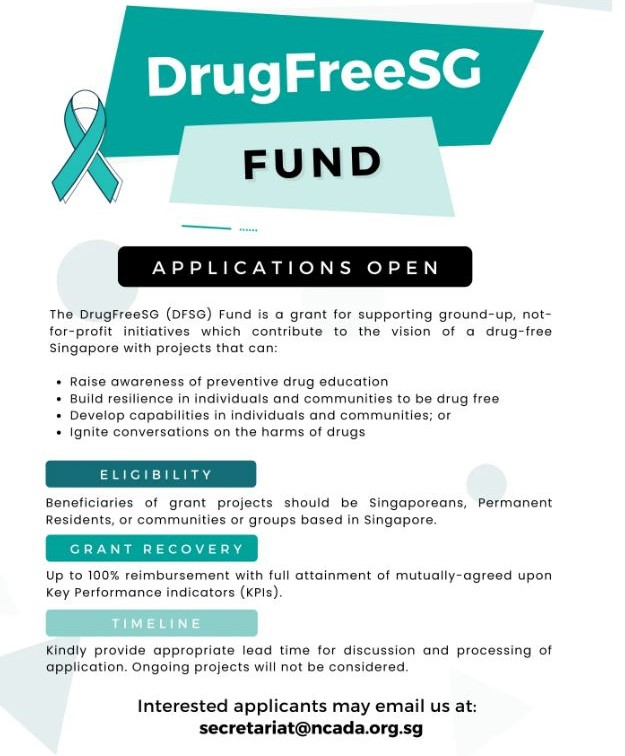 DrugFreeSG
FUND
APPLICATIONS OPEN
The DrugFreeSG (DFSG) Fund is a grant for supporting ground-up, not-
for-profit initiatives which contribute to the vision of a drug-free
Singapore with projects that can:
• Raise awareness of preventive drug education
• Build resilience in individuals and communities to be drug free
• Develop capabilities in individuals and communities; or
• Ignite conversations on the harms of drugs
ELIGIBILITY
Beneficiaries of grant projects should be Singaporeans, Permanent
Residents, or communities or groups based in Singapore.
GRANT RECOVERY
Up to 100% reimbursement with full attainment of mutually-agreed upon
Key Performance indicators (KPIs).
TIMELINE
Kindly provide appropriate lead time for discussion and processing of
application. Ongoing projects will not be considered.
Interested applicants may email us at:
secretariat@ncada.org.sg